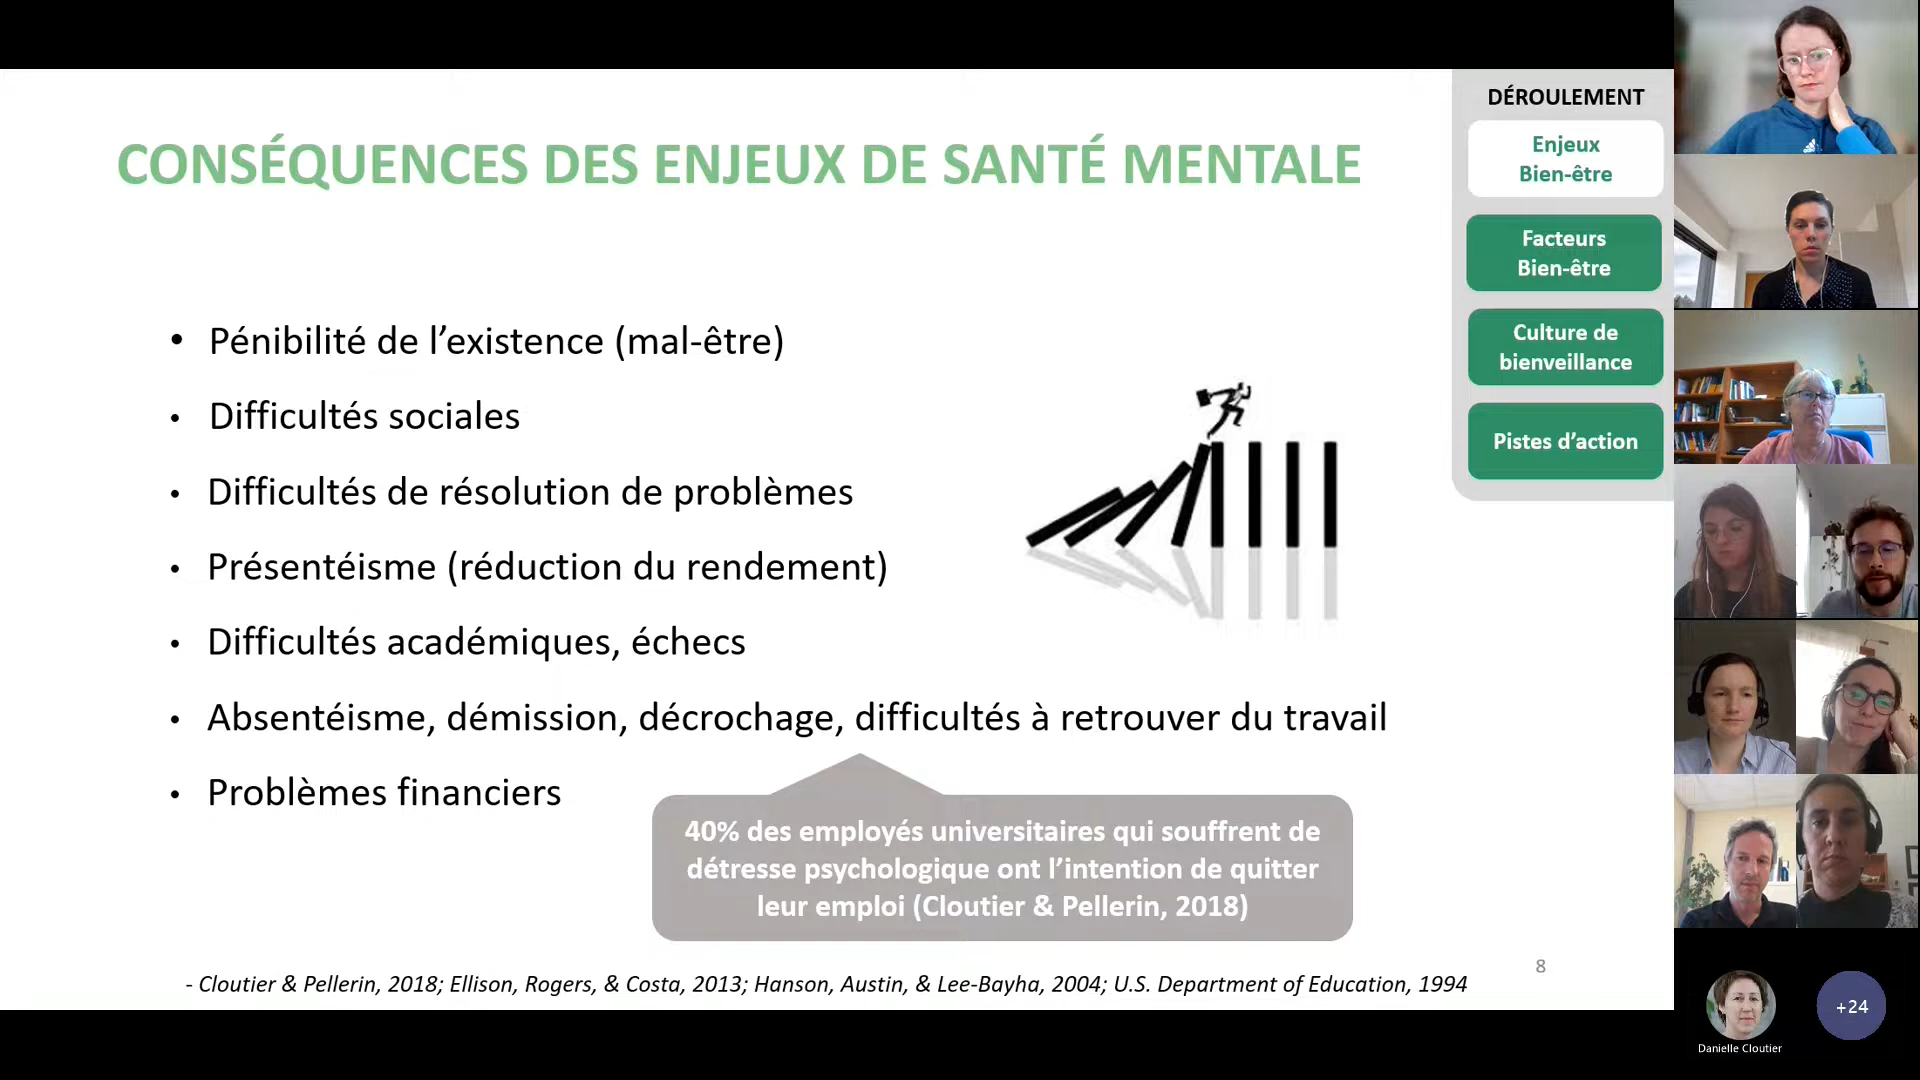 CONSÉQUENCES DES ENJEUX DE SANTÉ MENTALE
• Pénibilité de l’existence (mal-être)
• Difficultés sociales
• Difficultés de résolution de problèmes
• Présentéisme (réduction du rendement)
• Difficultés académiques, échecs
• Absentéisme, démission, décrochage, difficultés à retrouver du travail
• Problèmes financiers
40% des employés universitaires qui souffrent de
détresse psychologique ont l’intention de quitter
leur emploi (Cloutier & Pellerin, 2018)
- Cloutier & Pellerin, 2018; Ellison, Rogers, & Costa, 2013; Hanson, Austin, & Lee-Bayha, 2004; U.S. Department of Education, 1994
8
DÉROULEMENT
Enjeux
Bien-être
Facteurs
Bien-être
Culture de
bienveillance
Pistes d’action
+24
Danielle Cloutier